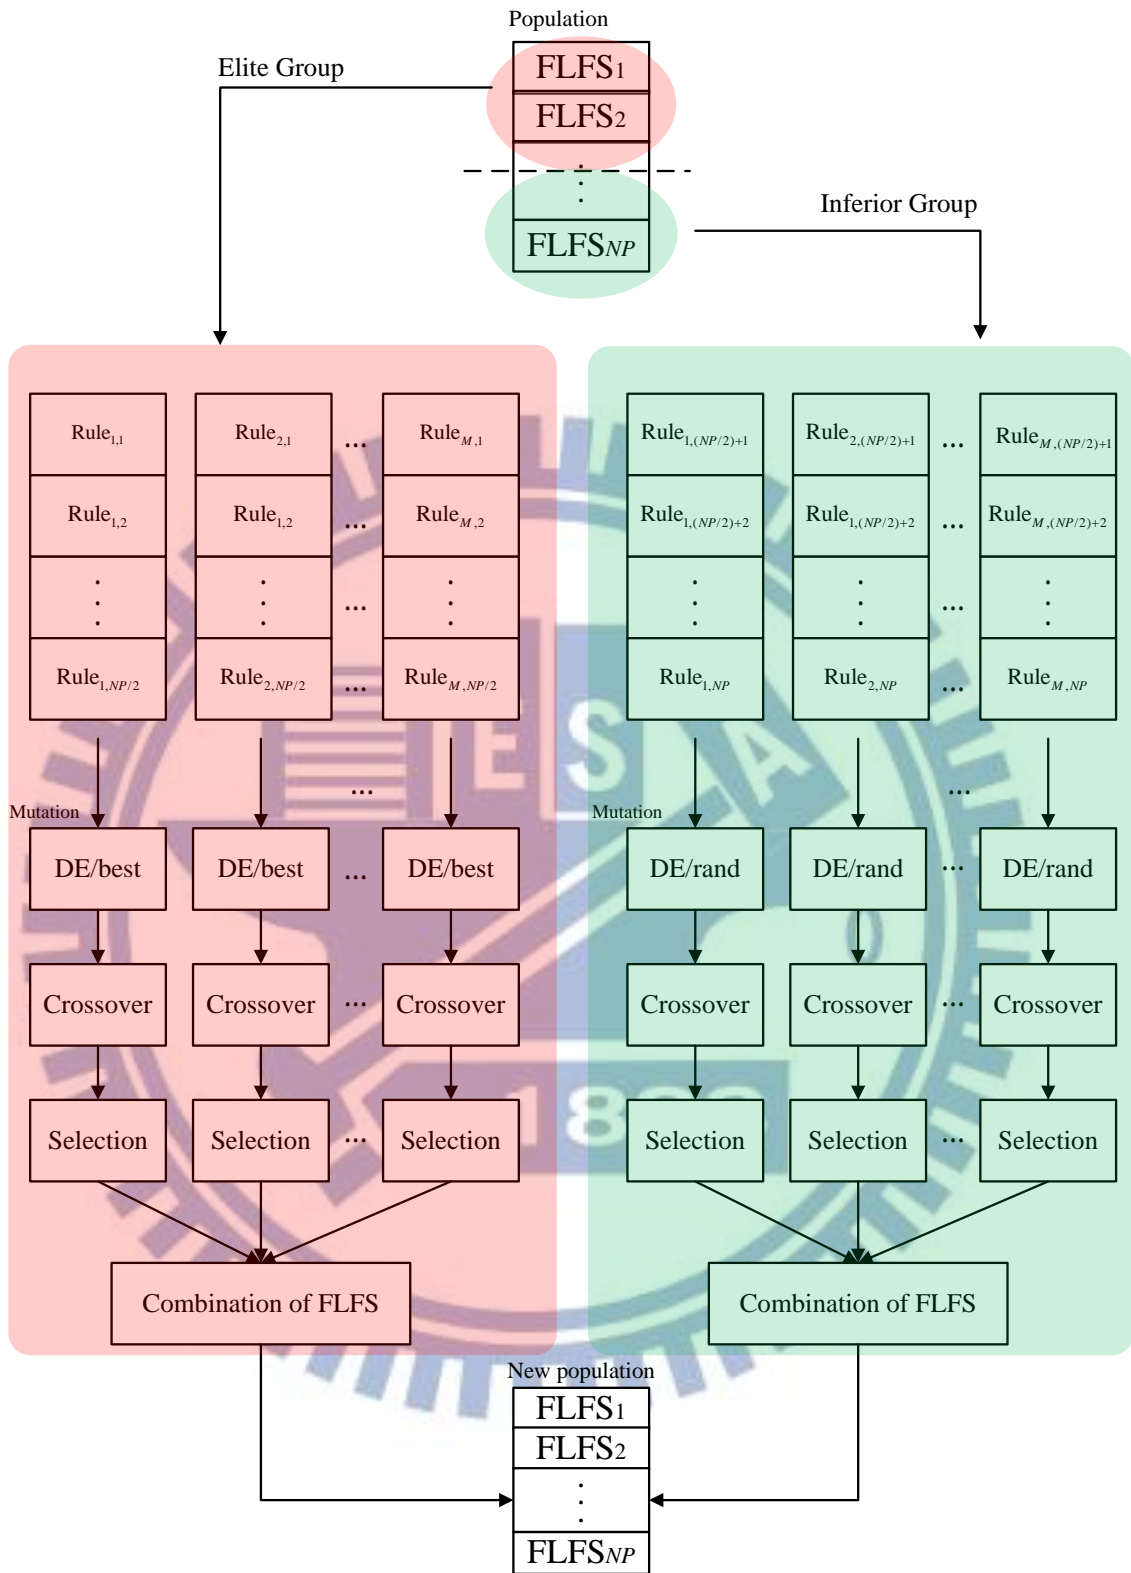 Population
FLFS1
Elite Group
FLFS2
Inferior Group
FLFSNP
Rule1,1 Rule2,1 ... RuleM,1 Rule1,(NP/2)+1 Rule2,(NP/2)+1 ... RuleM,(NP/2)+1
Rule1,2 Rule1,2 ... RuleM,2 Rule1,(NP/2)+2 Rule1,(NP/2)+2 ... RuleM,(NP/2)+2
...  ...
Rule1,NP/2 Rule2,NP/2 ... RuleM,NP/2 Rule1,NP Rule2,NP ... RuleM,NP
E S A
... ...
Mutation Mutation
DE/best DE/best ... DE/best DE/rand DE/rand ... DE/rand
Crossover Crossover ... Crossover Crossover Crossover ... Crossover
Selection Selection ... Selection Selection Selection ... Selection
Combination of FLFS Combination of FLFS
New population
FLFS1
FLFS2
FLFSNP